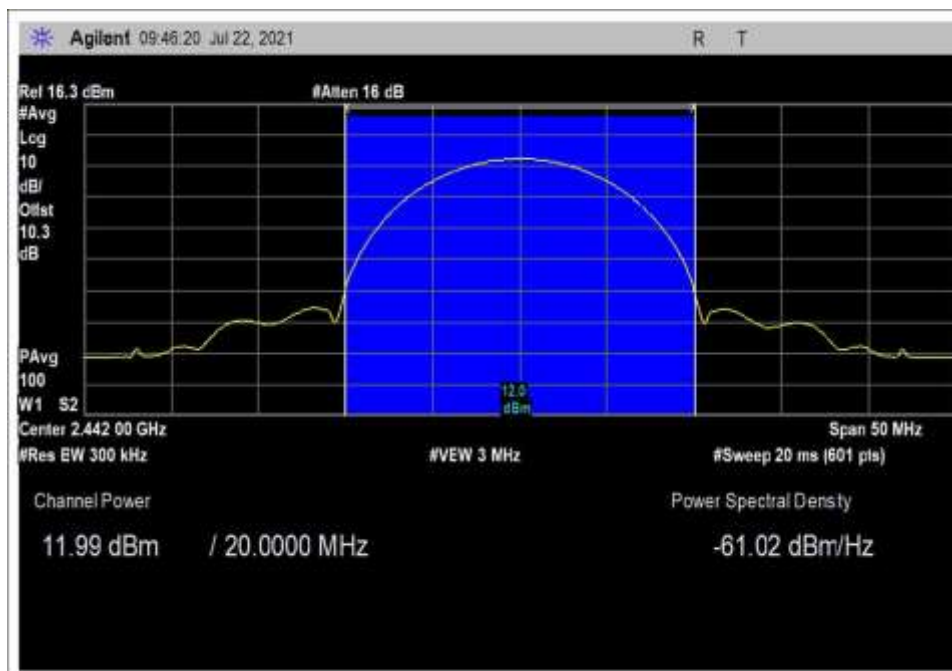 Agilent 09:46:20 Jul 22, 2021
R T
Ref 16.3 dBm
#Atten 16 dB
#Avg
Log
10
dB/
Offst
10.3
dB
PAvg
100
W1 S2
12.0
dBm
Center 2.442 00 GHz
Span 50 MHz
#Res BW 300 kHz
#VBW 3 MHz
#Sweep 20 ms (601 pts)
Channel Power
Power Spectral Density
11.99 dBm / 20.0000 MHz
-61.02 dBm/Hz